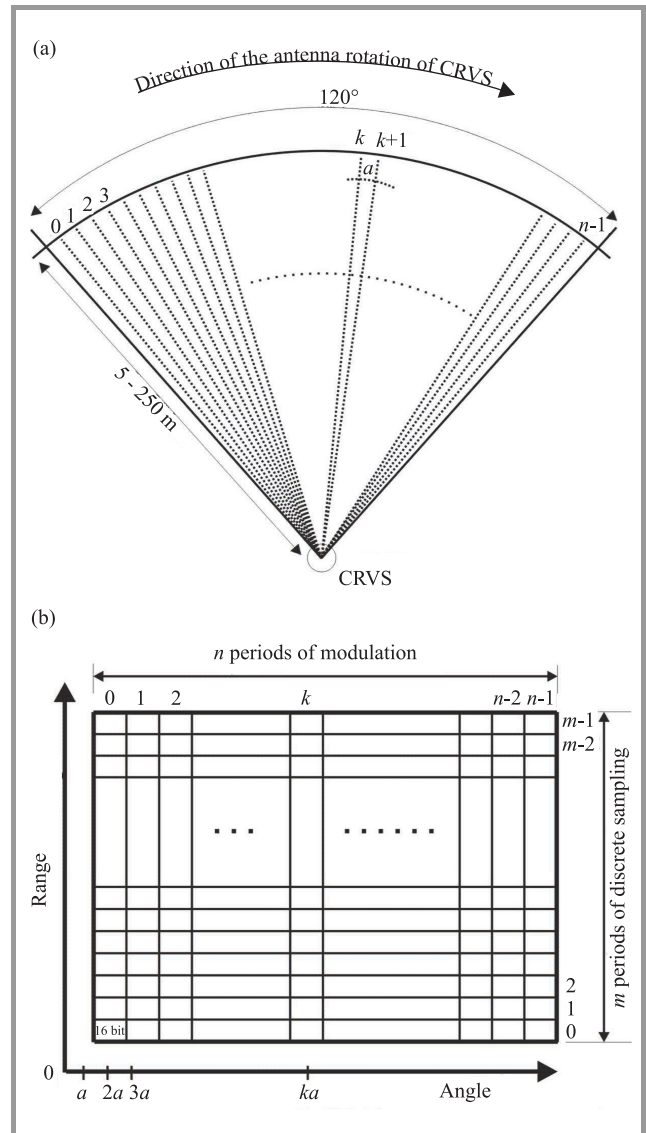 (a)
Direction of the antenna rotation of CRVS
120°
k k+1
a
0 1 2 3
n-1
5 - 250 m
CRVS
(b)
n periods of modulation
0 1 2 k n-2 n-1
m-1
m-2
... ......
Range
m periods of discrete sampling
2
1
0
16 bit
0
a 2a 3a ka Angle